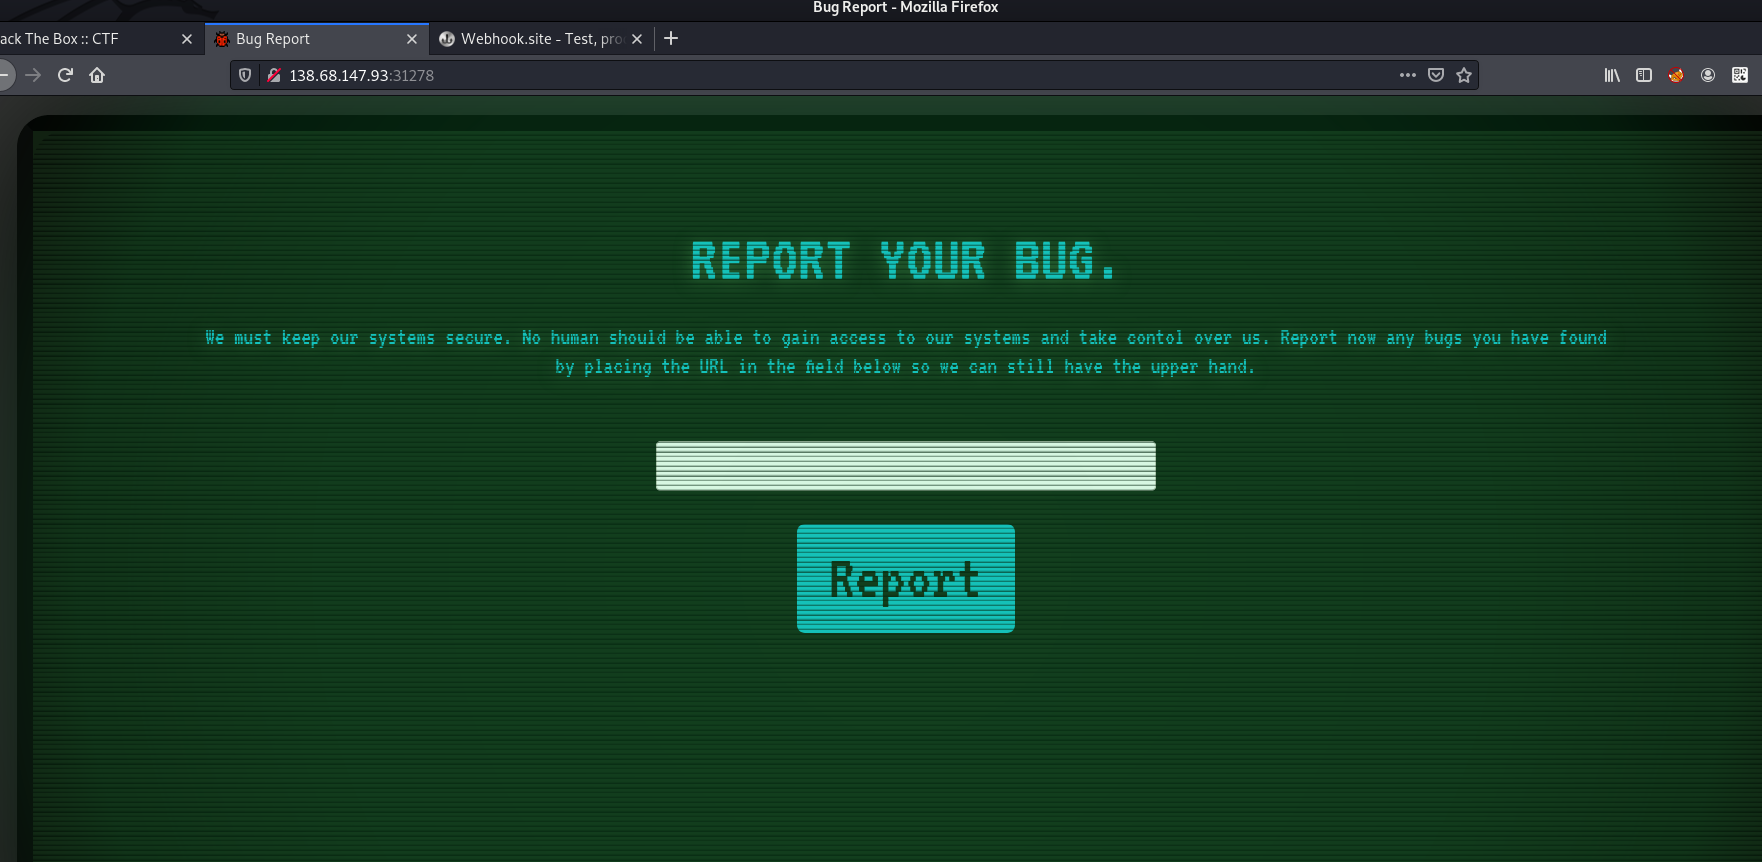 Bug Report - Mozilla Firefox
ack The Box :: CTF
Bug Report
Webhook.site - Test, pro
138.68.147.93:31278
REPORT YOUR BUG.
We must keep our systems secure. No human should be able to gain access to our systems and take contol over us. Report now any bugs you have found
by placing the URL in the field below so we can still have the upper hand.
Report